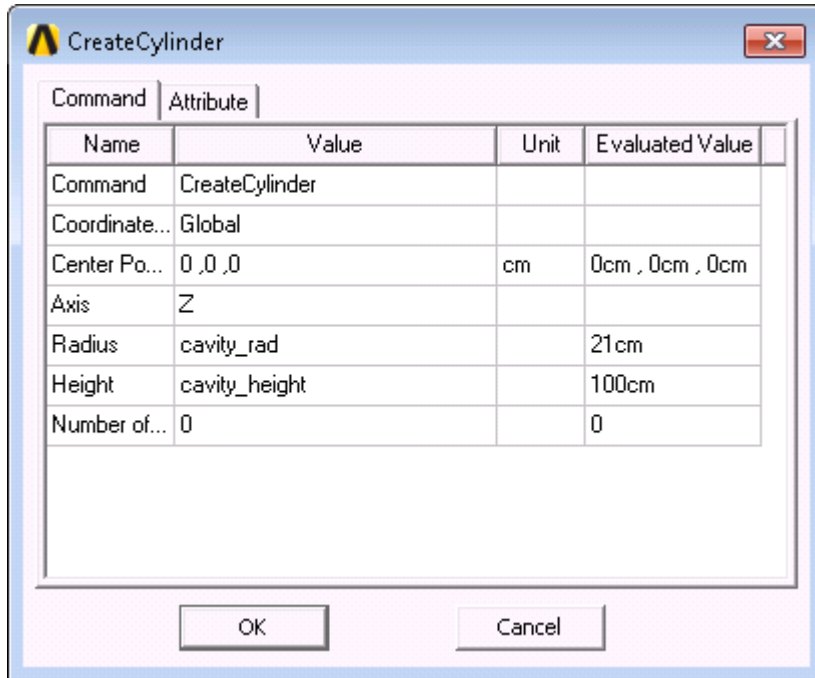 CreateCylinder
Command Attribute
Name Value Unit Evaluated Value
Command CreateCylinder
Coordinate... Global
Center Po... 0 ,0 ,0 cm 0cm , 0cm , 0cm
Axis Z
Radius cavity_rad 21cm
Height cavity_height 100cm
Number of... 0 0
OK Cancel